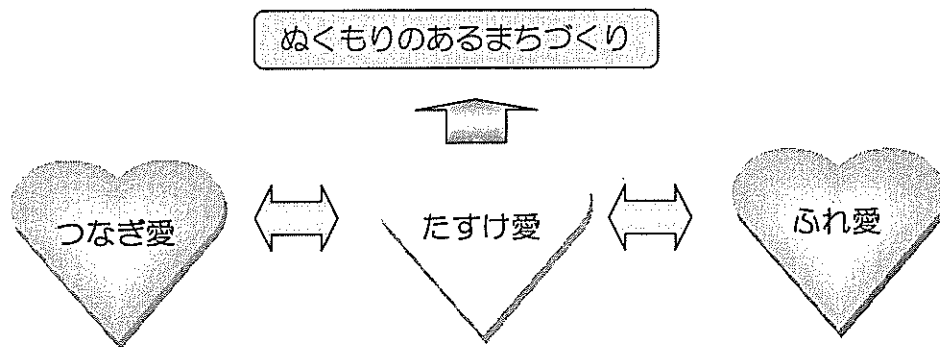 ぬくもりのあるまちづくり
つなぎ愛
たすけ愛
ふれ愛